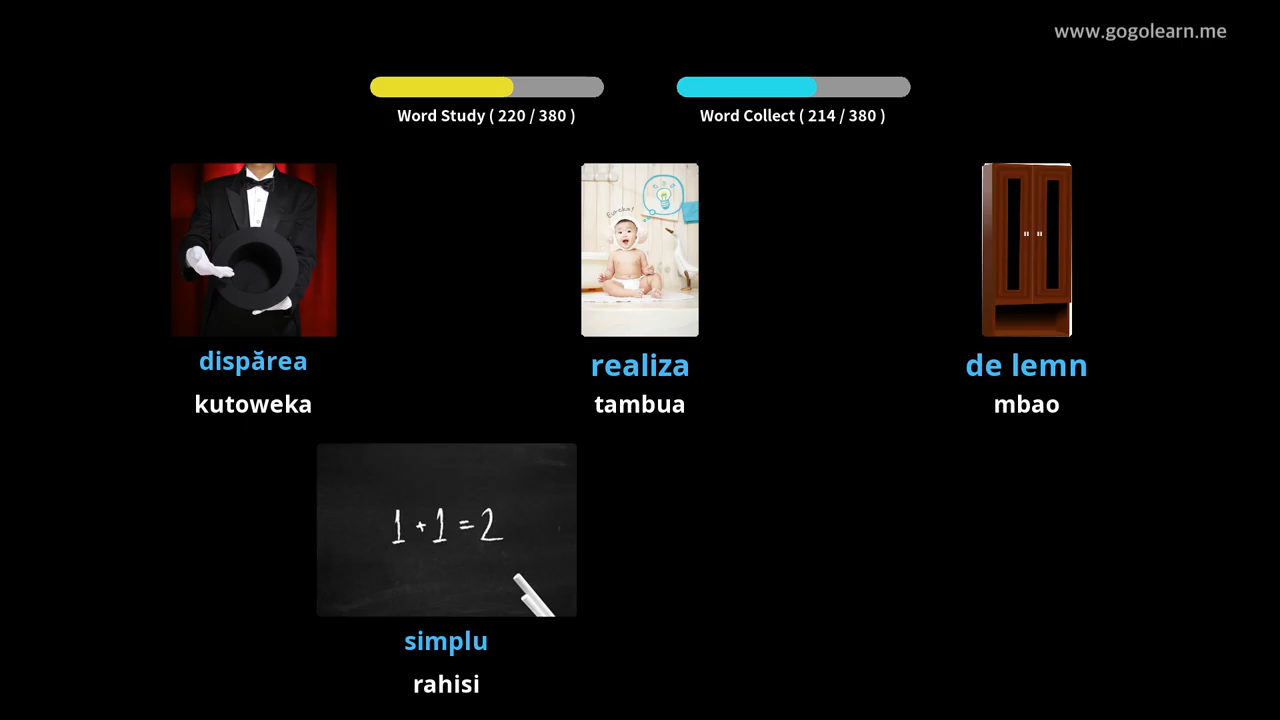 www.gogolearn.me
Word Study ( 220 / 380 )
Word Collect ( 214 / 380 )
Eureka!
dispărea
realiza
de lemn
kutoweka
tambua
mbao
1 + 1 = 2
simplu
rahisi